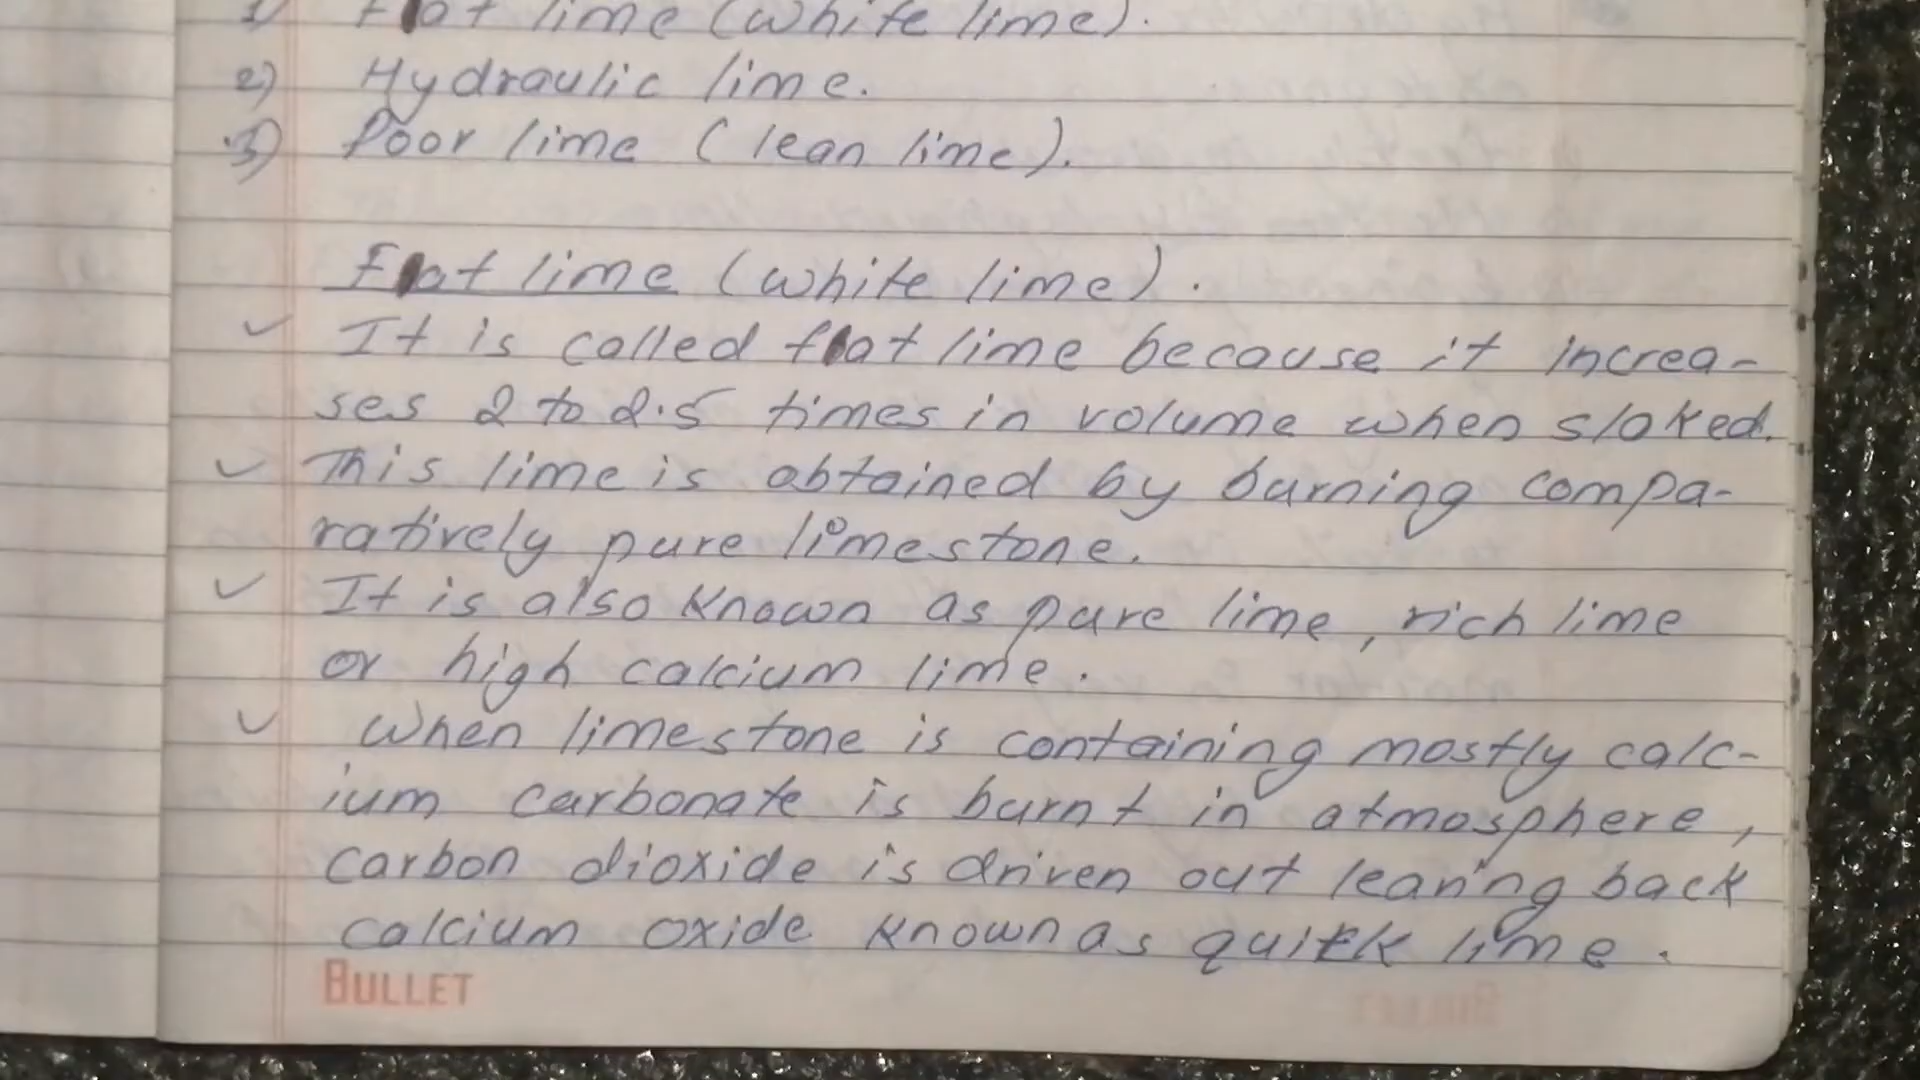 1) Fat lime (white lime).
2) Hydraulic lime.
3) Poor lime (lean lime).
Fat lime (white lime).
✓ It is called fat lime because it increa-
ses 2 to 2.5 times in volume when slaked.
✓ This lime is obtained by burning compa-
ratively pure limestone.
✓ It is also known as pure lime, rich lime
or high calcium lime.
✓ When limestone is containing mostly calc-
ium carbonate is burnt in atmosphere,
carbon dioxide is driven out leaving back
calcium oxide known as quick lime.
BULLET